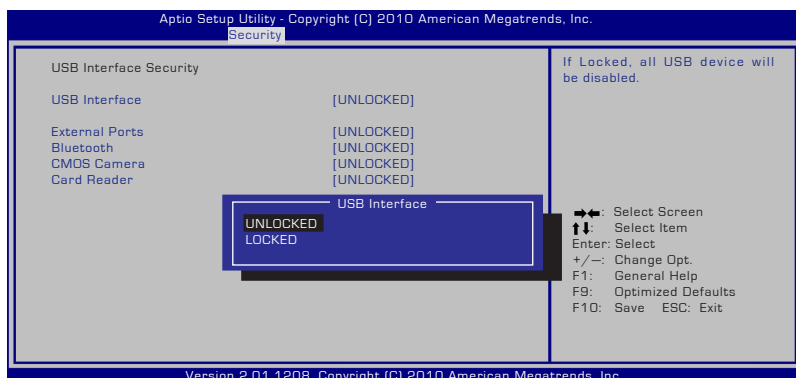 Aptio Setup Utility - Copyright (C) 2010 American Megatrends, Inc.
Security
USB Interface Security
USB Interface [UNLOCKED]
External Ports [UNLOCKED]
Bluetooth [UNLOCKED]
CMOS Camera [UNLOCKED]
Card Reader [UNLOCKED]
USB Interface
UNLOCKED
LOCKED
If Locked, all USB device will
be disabled.
→←: Select Screen
↑↓: Select Item
Enter: Select
+/—: Change Opt.
F1: General Help
F9: Optimized Defaults
F10: Save ESC: Exit
Version 2.01.1208. Copyright (C) 2010 American Megatrends, Inc.